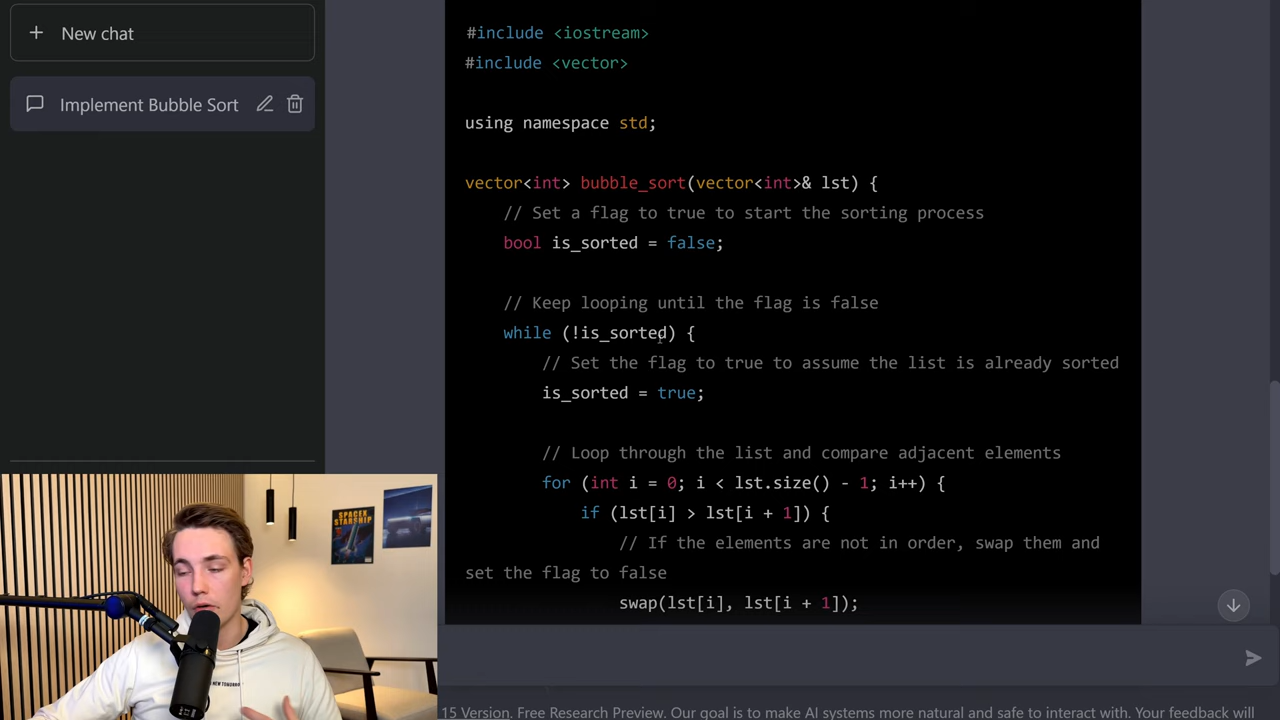 New chat
Implement Bubble Sort
#include <iostream>
#include <vector>
using namespace std;
vector<int> bubble_sort(vector<int>& lst) {
// Set a flag to true to start the sorting process
bool is_sorted = false;
// Keep looping until the flag is false
while (!is_sorted) {
// Set the flag to true to assume the list is already sorted
is_sorted = true;
// Loop through the list and compare adjacent elements
for (int i = 0; i < lst.size() - 1; i++) {
if (lst[i] > lst[i + 1]) {
// If the elements are not in order, swap them and
set the flag to false
swap(lst[i], lst[i + 1]);
SPACEX
STARSHIP
15 Version. Free Research Preview. Our goal is to make AI systems more natural and safe to interact with. Your feedback will